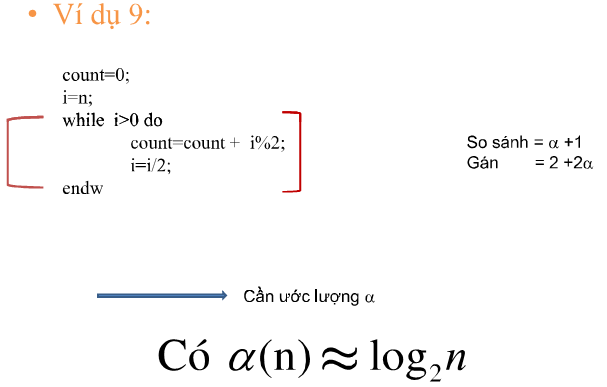 • Ví dụ 9:
count=0;
i=n;
while i>0 do
count=count + i%2;
i=i/2;
endw
So sánh = α +1
Gán = 2 +2α
Cần ước lượng α
Có α(n) ≈ log₂n